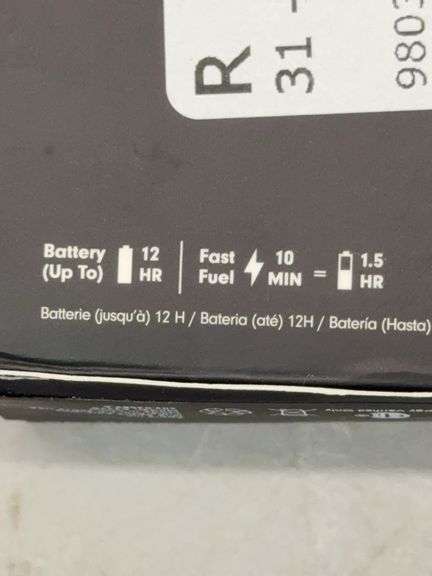 R
31 -
9803
Battery 12 | Fast 10 1.5
(Up To) HR | Fuel MIN = HR
Batterie (jusqu'à) 12 H / Bateria (até) 12H / Batería (Hasta)